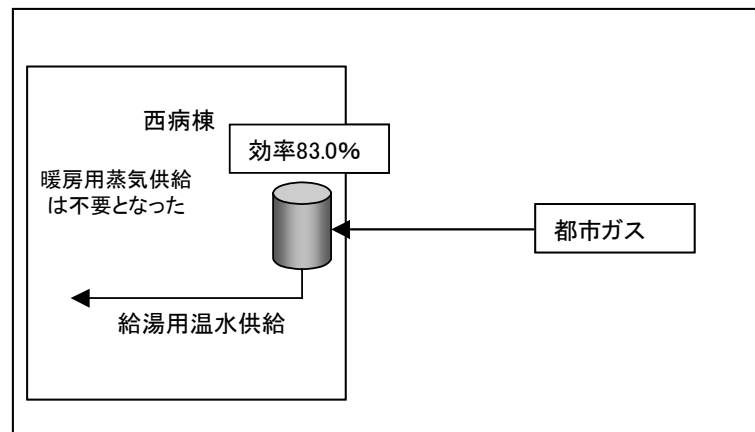 西病棟
効率83.0%
暖房用蒸気供給
は不要となった
都市ガス
給湯用温水供給